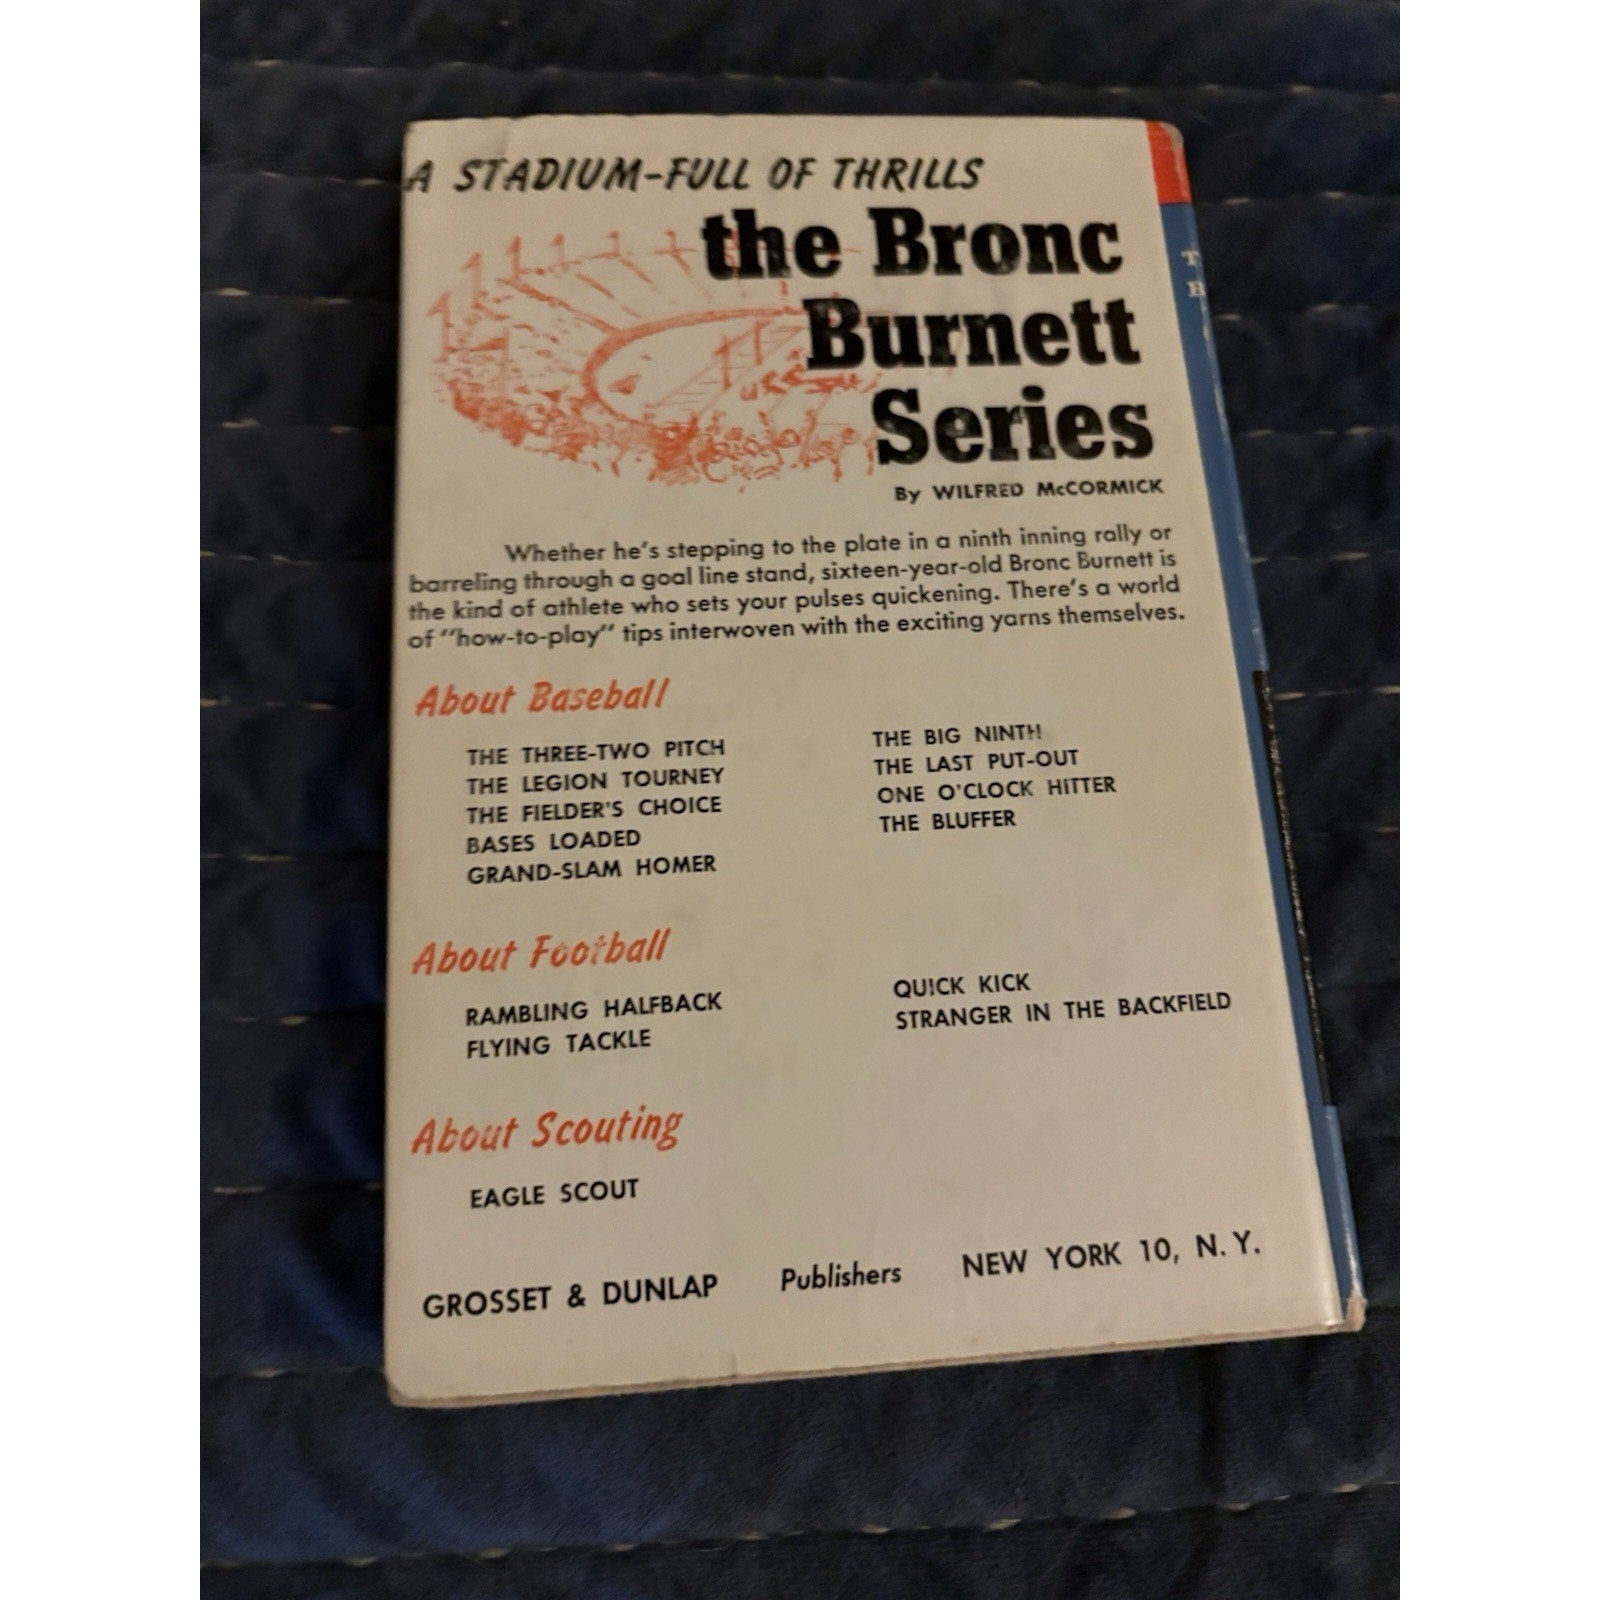 A STADIUM-FULL OF THRILLS
the Bronc
Burnett
Series
By WILFRED McCORMICK
Whether he's stepping to the plate in a ninth inning rally or
barreling through a goal line stand, sixteen-year-old Bronc Burnett is
the kind of athlete who sets your pulses quickening. There's a world
of "how-to-play" tips interwoven with the exciting yarns themselves.
About Baseball
THE THREE-TWO PITCH
THE LEGION TOURNEY
THE FIELDER'S CHOICE
BASES LOADED
GRAND-SLAM HOMER
THE BIG NINTH
THE LAST PUT-OUT
ONE O'CLOCK HITTER
THE BLUFFER
About Football
RAMBLING HALFBACK
FLYING TACKLE
QUICK KICK
STRANGER IN THE BACKFIELD
About Scouting
EAGLE SCOUT
GROSSET & DUNLAP Publishers NEW YORK 10, N. Y.